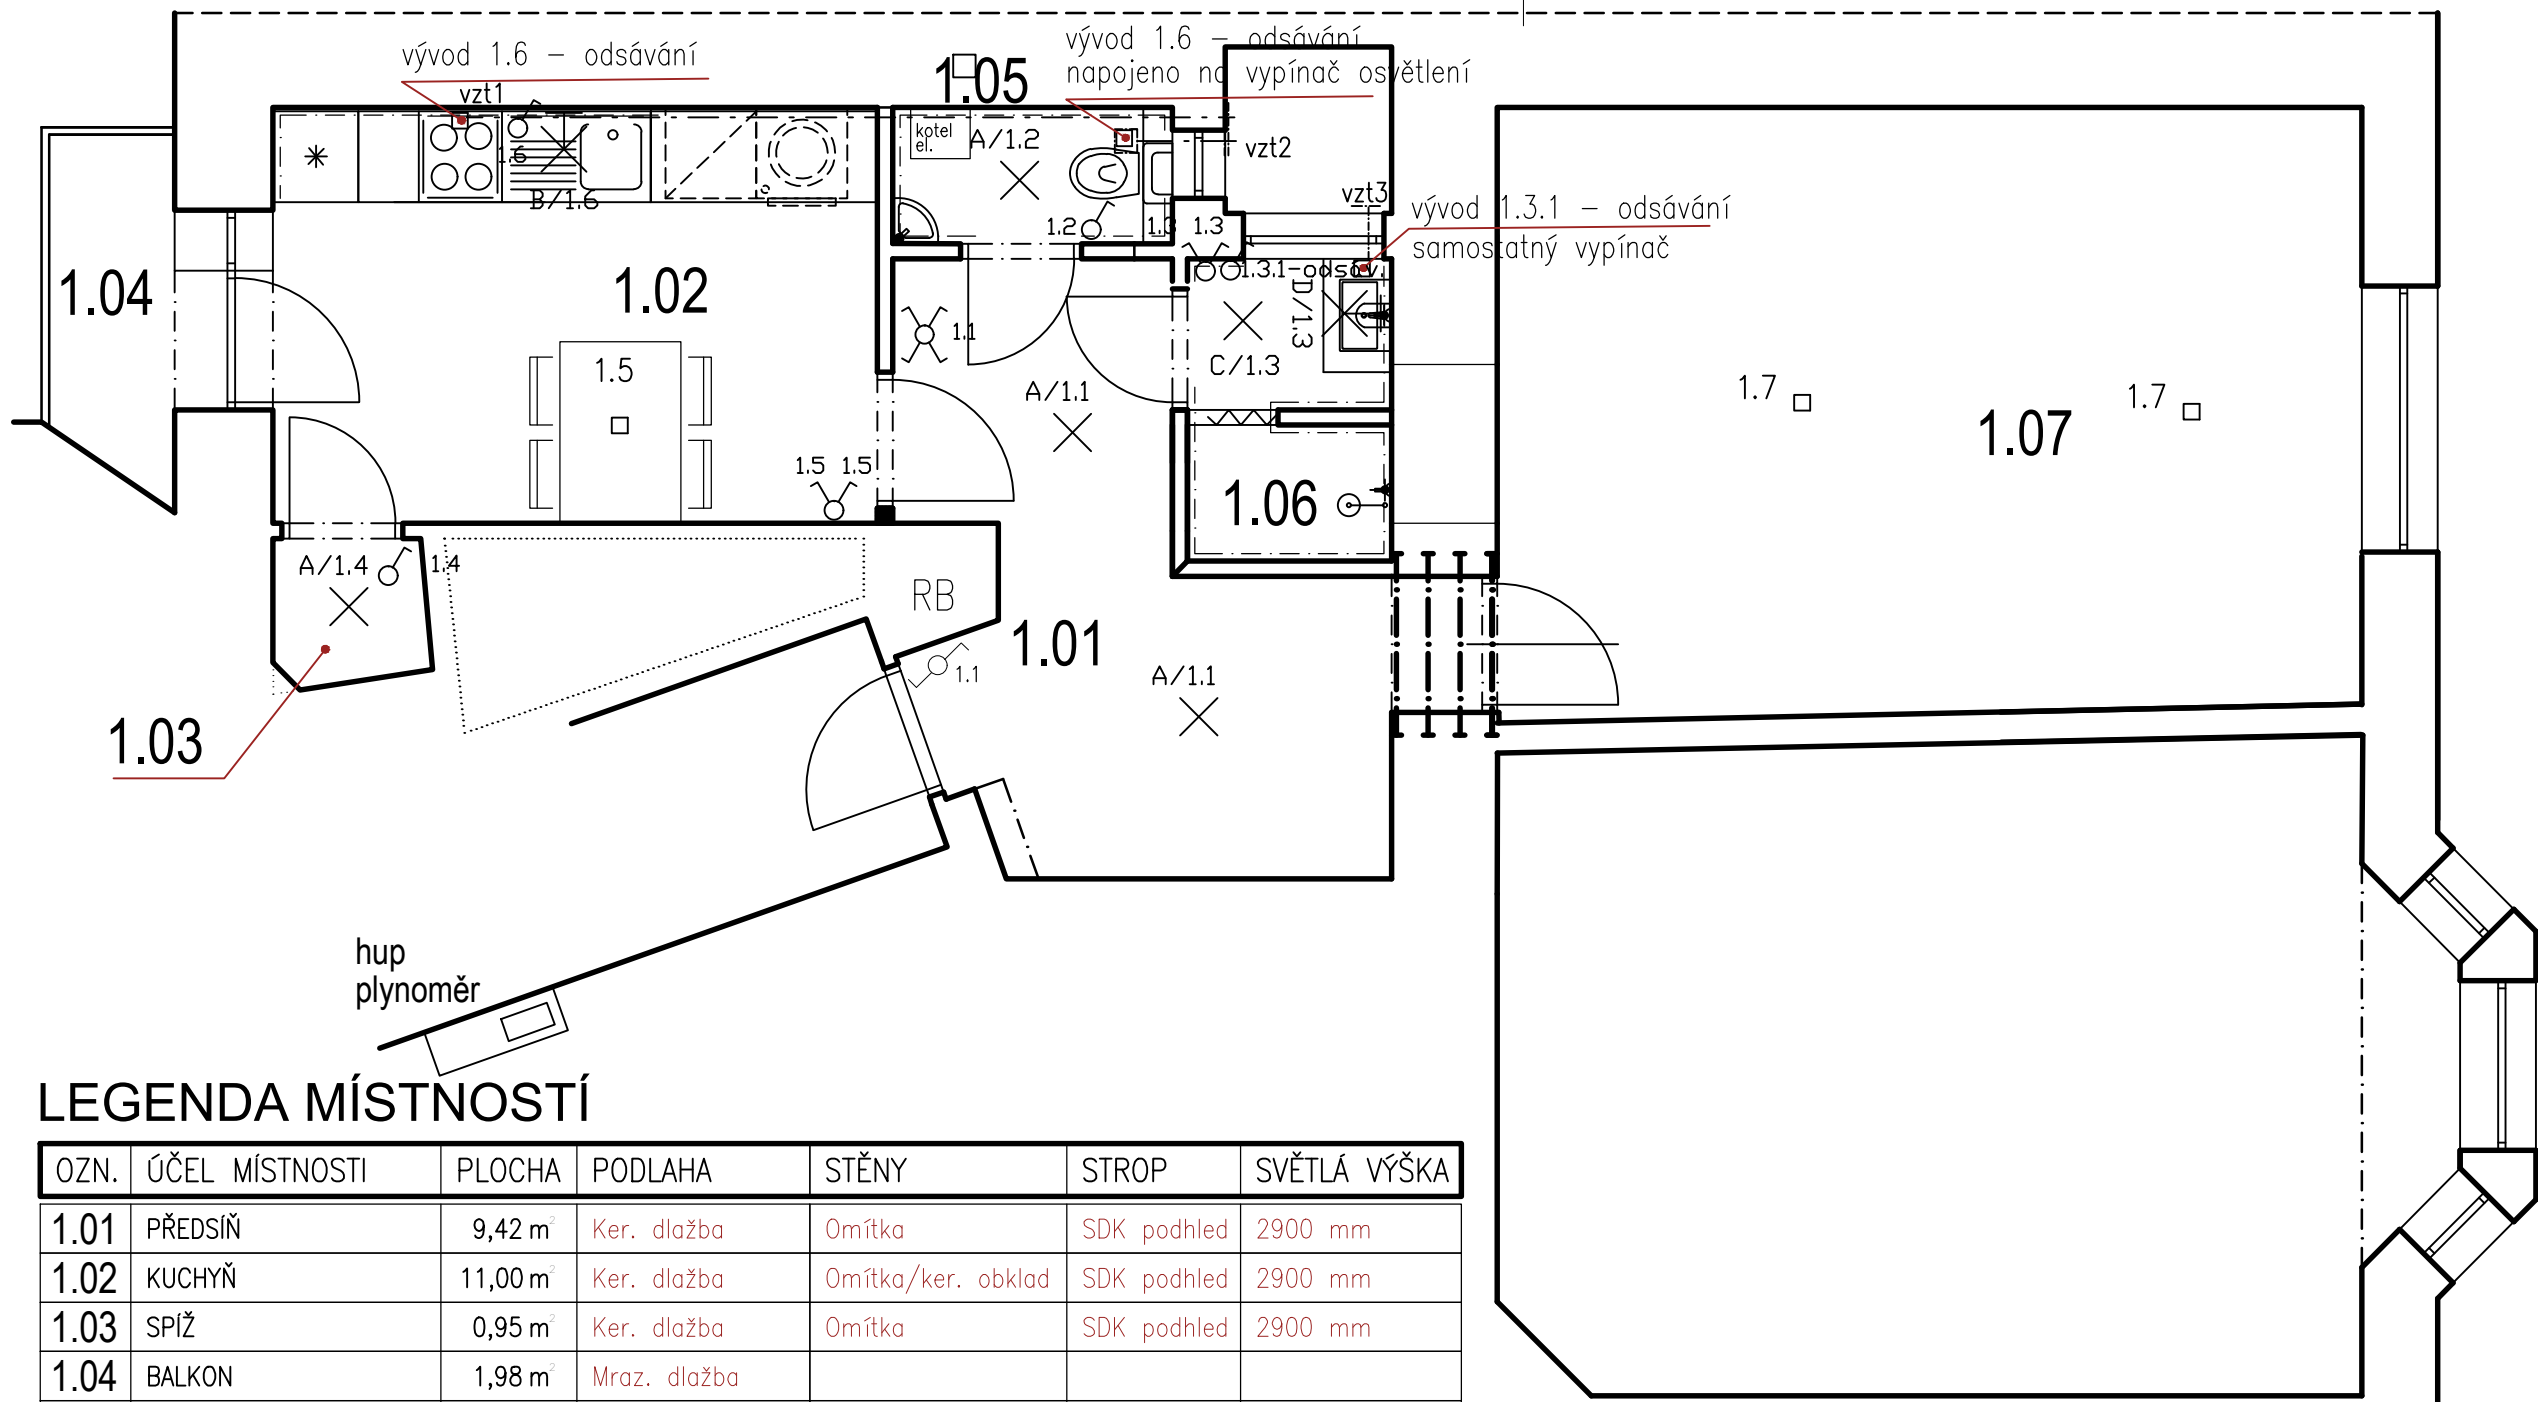 vývod 1.6 – odsávání
vzt1
1.05
vývod 1.6 – odsávání
napojeno na vypínač osvětlení
kotel
el.
A/1.2
vzt2
1.6
B/1.6
vzt3
vývod 1.3.1 – odsávání
samostatný vypínač
1.2
1.3
1.3
1.3.1-odsáv.
1.04
1.02
D/1.3
1.1
C/1.3
1.5
A/1.1
1.7
1.7
1.07
1.5
1.5
1.06
A/1.4
1.4
RB
1.01
1.1
A/1.1
1.03
hup
plynoměr
LEGENDA MÍSTNOSTÍ
OZN. ÚČEL MÍSTNOSTI PLOCHA PODLAHA STĚNY STROP SVĚTLÁ VÝŠKA
1.01 PŘEDSÍŇ 9,42 m² Ker. dlažba Omítka SDK podhled 2900 mm
1.02 KUCHYŇ 11,00 m² Ker. dlažba Omítka/ker. obklad SDK podhled 2900 mm
1.03 SPÍŽ 0,95 m² Ker. dlažba Omítka SDK podhled 2900 mm
1.04 BALKON 1,98 m² Mraz. dlažba